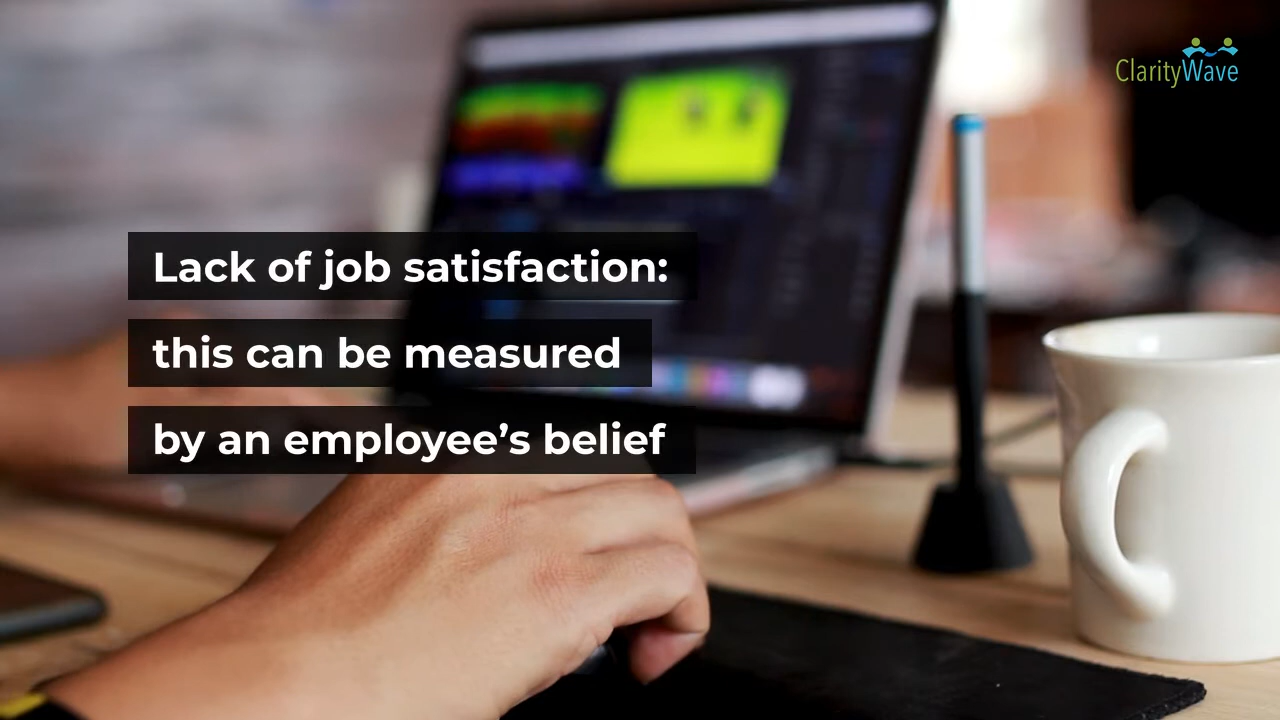 ClarityWave
Lack of job satisfaction:
this can be measured
by an employee’s belief